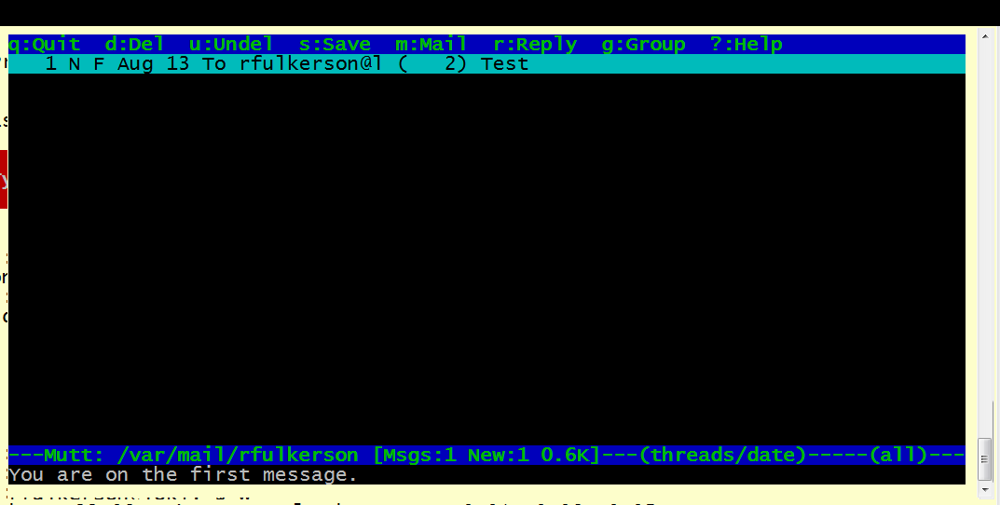 q:Quit  d:Del  u:Undel  s:Save  m:Mail  r:Reply  g:Group  ?:Help
   1 N F Aug 13 To rfulkerson@l (   2) Test
---Mutt: /var/mail/rfulkerson [Msgs:1 New:1 0.6K]---(threads/date)-----(all)---
You are on the first message.